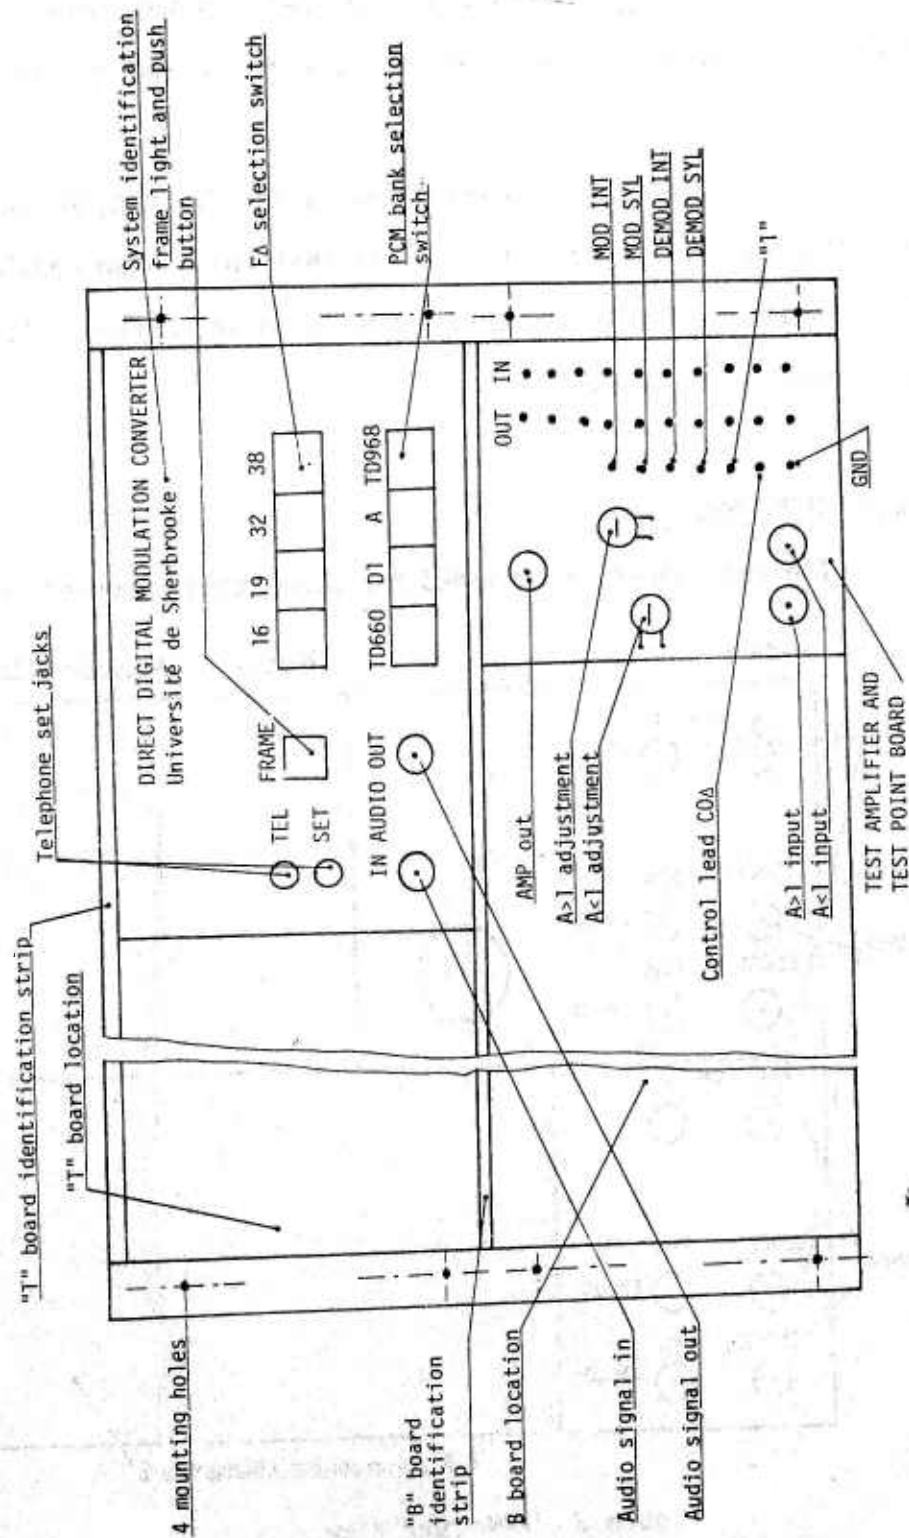 "T" board identification strip
"T" board location
Telephone set jacks
System identification
frame light and push
button
FΔ selection switch
PCM bank selection
switch
DIRECT DIGITAL MODULATION CONVERTER
Université de Sherbrooke
TEL
SET
FRAME
16 19 32 38
IN AUDIO OUT
TD660 D1 A TD968
OUT IN
MOD INT
MOD SYL
DEMOD INT
DEMOD SYL
"1"
GND
AMP out
A>1 adjustment
A<1 adjustment
Control lead COΔ
A>1 input
A<1 input
TEST AMPLIFIER AND
TEST POINT BOARD
4 mounting holes
"B" board
identification
strip
B board location
Audio signal in
Audio signal out